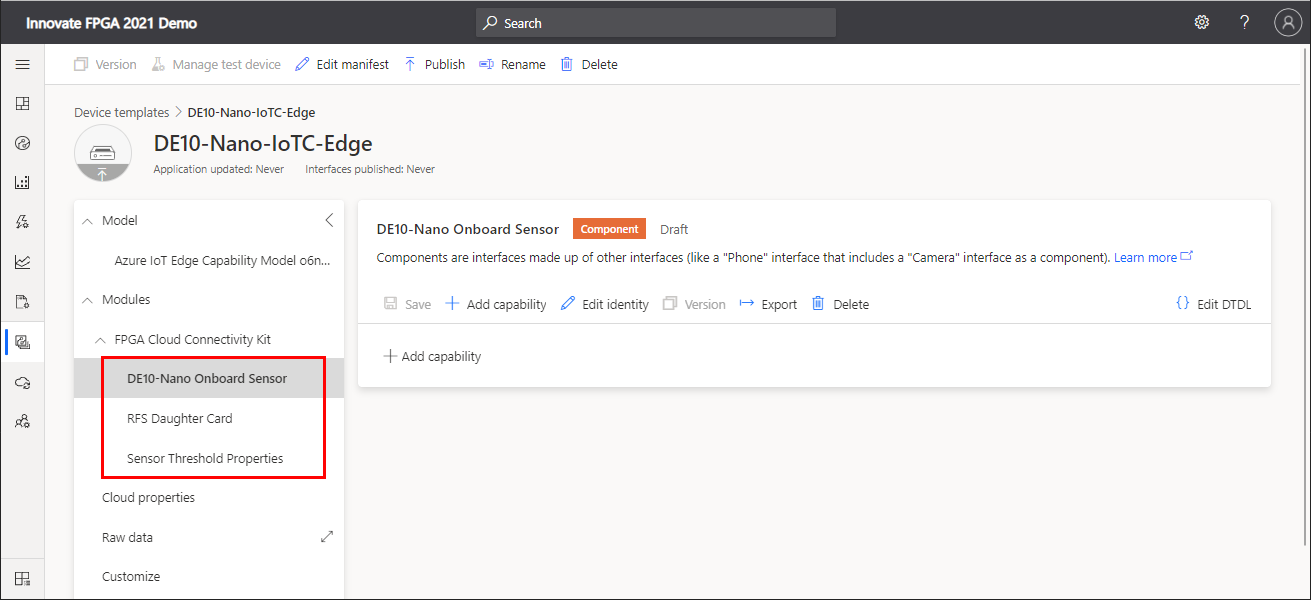 Innovate FPGA 2021 Demo
Search
?
Version Manage test device Edit manifest Publish Rename Delete
Device templates > DE10-Nano-IoTC-Edge
DE10-Nano-IoTC-Edge
Application updated: Never Interfaces published: Never
Model
Azure IoT Edge Capability Model o6n...
Modules
FPGA Cloud Connectivity Kit
DE10-Nano Onboard Sensor
RFS Daughter Card
Sensor Threshold Properties
Cloud properties
Raw data
Customize
DE10-Nano Onboard Sensor Component Draft
Components are interfaces made up of other interfaces (like a "Phone" interface that includes a "Camera" interface as a component). Learn more
Save Add capability Edit identity Version Export Delete {} Edit DTDL
Add capability